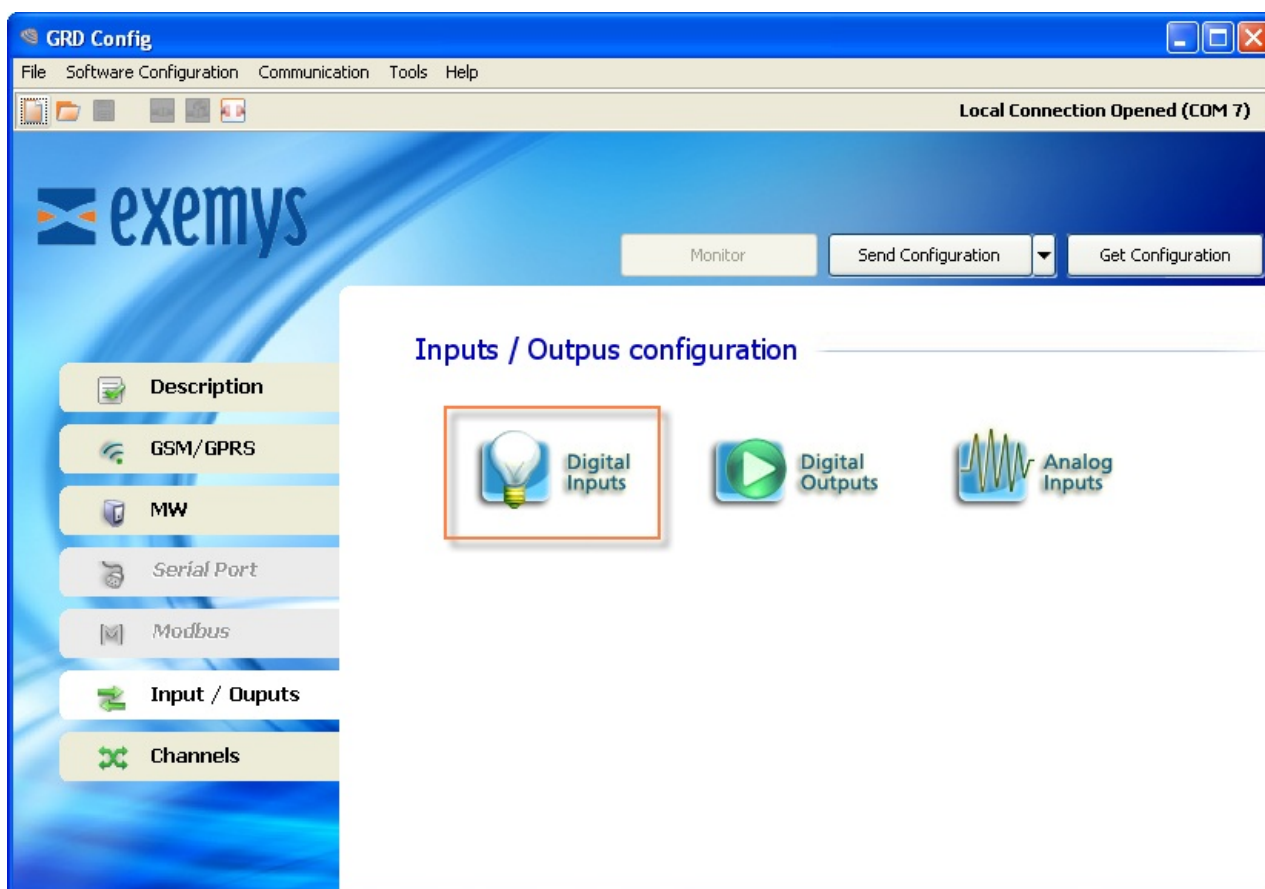 GRD Config
File Software Configuration Communication Tools Help
Local Connection Opened (COM 7)
exemys
Monitor
Send Configuration
Get Configuration
Inputs / Outpus configuration
Description
GSM/GPRS
MW
Serial Port
Modbus
Input / Ouputs
Channels
Digital
Inputs
Digital
Outputs
Analog
Inputs